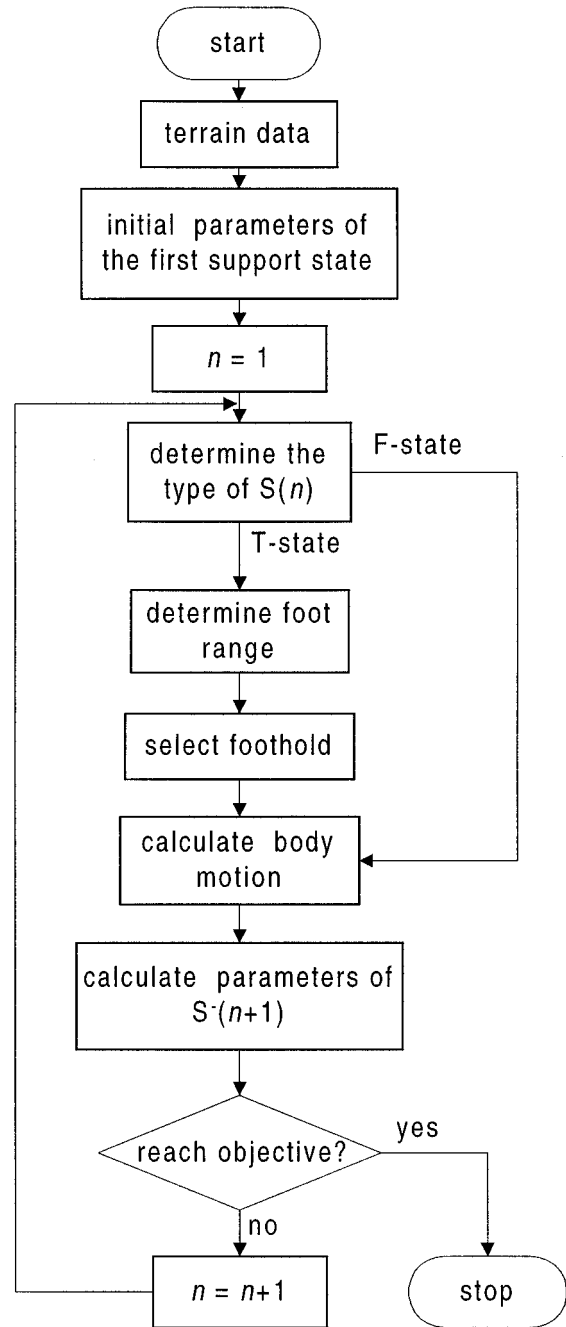 start
terrain data
initial parameters of
the first support state
n = 1
determine the
type of S(n)
F-state
T-state
determine foot
range
select foothold
calculate body
motion
calculate parameters of
S⁻(n+1)
reach objective?
yes
no
n = n+1
stop